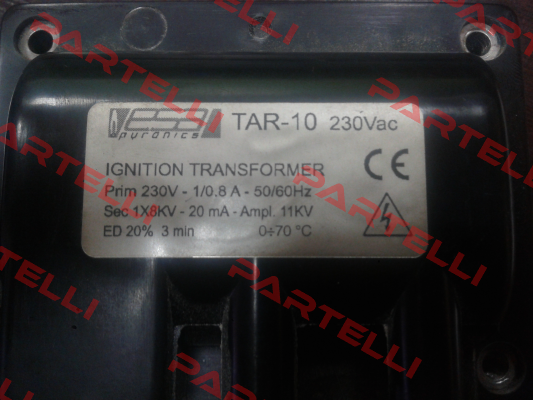 ESA
pyronics
TAR-10 230Vac
IGNITION TRANSFORMER
Prim 230V - 1/0.8 A - 50/60Hz
Sec 1X8KV - 20 mA - Ampl. 11KV
ED 20% 3 min 0÷70 °C
CE
PARTELLI
PARTELLI
PARTELLI
PARTELLI
PARTELLI
PARTELLI